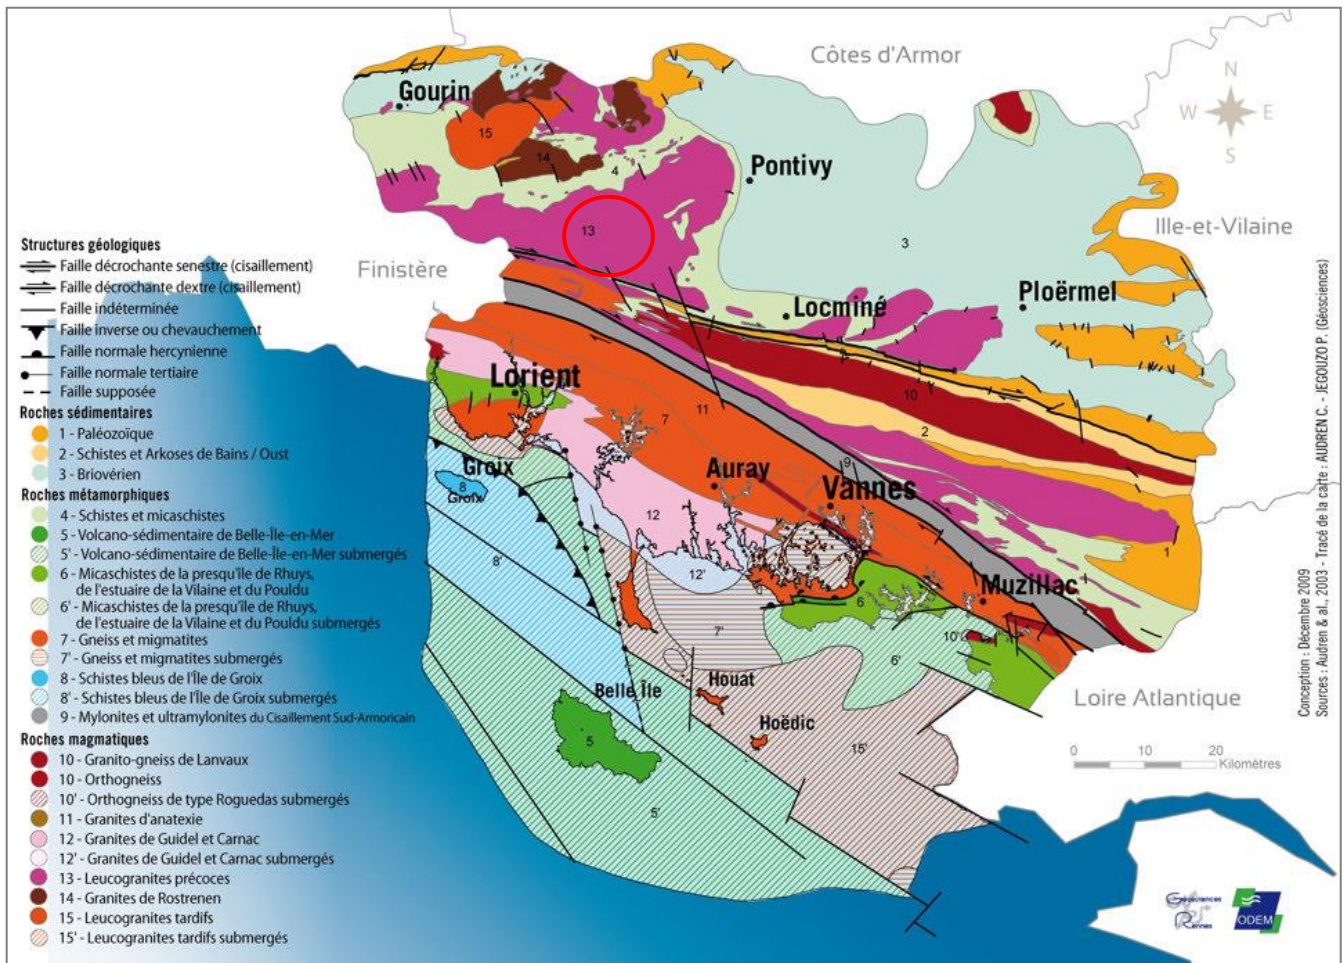 Côtes d'Armor
N
W E
S
Gourin
15
14
4
Pontivy
13
3
Ille-et-Vilaine
Finistère
Locminé
Ploërmel
Structures géologiques
Faille décrochante senestre (cisaillement)
Faille décrochante dextre (cisaillement)
Faille indéterminée
Faille inverse ou chevauchement
Faille normale hercynienne
Faille normale tertiaire
Faille supposée
Roches sédimentaires
1 - Paléozoïque
2 - Schistes et Arkoses de Bains / Oust
3 - Briovérien
Roches métamorphiques
4 - Schistes et micaschistes
5 - Volcano-sédimentaire de Belle-Île-en-Mer
5' - Volcano-sédimentaire de Belle-Île-en-Mer submergés
6 - Micaschistes de la presqu'île de Rhuys,
de l'estuaire de la Vilaine et du Pouldu
6' - Micaschistes de la presqu'île de Rhuys,
de l'estuaire de la Vilaine et du Pouldu submergés
7 - Gneiss et migmatites
7' - Gneiss et migmatites submergés
8 - Schistes bleus de l'Île de Groix
8' - Schistes bleus de l'Île de Groix submergés
9 - Mylonites et ultramylonites du Cisaillement Sud-Armoricain
Roches magmatiques
10 - Granito-gneiss de Lanvaux
10 - Orthogneiss
10' - Orthogneiss de type Roguedas submergés
11 - Granites d'anatexie
12 - Granites de Guidel et Carnac
12' - Granites de Guidel et Carnac submergés
13 - Leucogranites précoces
14 - Granites de Rostrenen
15 - Leucogranites tardifs
15' - Leucogranites tardifs submergés
Lorient
11
10
7
2
Groix
8
Groix
Auray
9
Vannes
12
1
8'
12'
6
Muzillac
7'
10'
6'
Belle Île
Houat
Loire Atlantique
Hoëdic
5
15'
5'
0 10 20
Kilomètres
Conception : Décembre 2009
Sources : Audren & al., 2003 - Tracé de la carte : AUDREN C. - JEGOUZO P. (Géosciences)
Géosciences
Rennes
ODEM